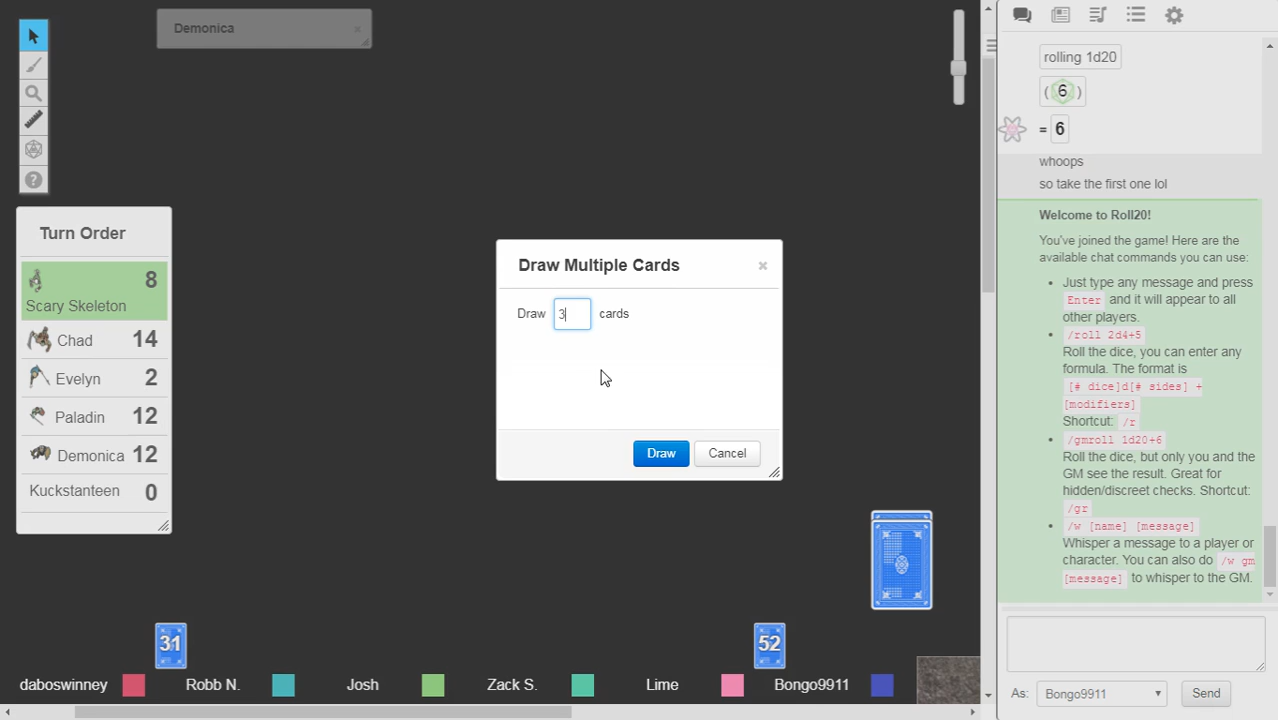 Demonica
Turn Order
8
Scary Skeleton
Chad 14
Evelyn 2
Paladin 12
Demonica 12
Kuckstanteen 0
Draw Multiple Cards ×
Draw 3 cards
Draw Cancel
31
52
daboswinney Robb N. Josh Zack S. Lime Bongo9911
rolling 1d20
(6)
= 6
whoops
so take the first one lol
Welcome to Roll20!
You've joined the game! Here are the
available chat commands you can use:
Just type any message and press
Enter and it will appear to all
other players.
/roll 2d4+5
Roll the dice, you can enter any
formula. The format is
[# dice]d[# sides] +
[modifiers]
Shortcut: /r
/gmroll 1d20+6
Roll the dice, but only you and the
GM see the result. Great for
hidden/discreet checks. Shortcut:
/gr
/w [name] [message]
Whisper a message to a player or
character. You can also do /w gm
[message] to whisper to the GM.
As: Bongo9911 Send